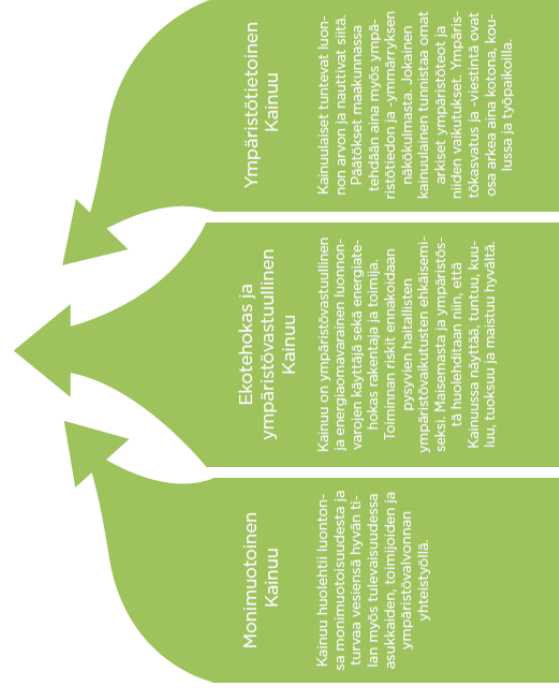 Monimuotoinen
Kainuu
Kainuu huolehtii luonton-
sa monimuotoisuudesta ja
turvaa vesiensä hyvän ti-
lan myös tulevaisuudessa
asukkaiden, toimijoiden ja
ympäristövalvonnan
yhteistyöllä.
Ekotehokas ja
ympäristövastuullinen
Kainuu
Kainuu on ympäristövastuullinen
ja energiaomavarainen luonnon-
varojen käyttäjä sekä energiate-
hokas rakentaja ja toimija.
Toiminnan riskit ennakoidaan
pysyvien haitallisten
ympäristövaikutusten ehkäisemi-
seksi. Maisemasta ja ympäristös-
tä huolehditaan niin, että
Kainuussa näyttää, tuntuu, kuu-
luu, tuoksuu ja maistuu hyvältä.
Ympäristötietoinen
Kainuu
Kainuulaiset tuntevat luon-
non arvon ja nauttivat siitä.
Päätökset maakunnassa
tehdään aina myös ympä-
ristötiedon ja -ymmärryksen
näkökulmasta. Jokainen
kainuulainen tunnistaa omat
arkiset ympäristöteot ja
niiden vaikutukset. Ympäris-
tökasvatus ja -viestintä ovat
osa arkea aina kotona, kou-
lussa ja työpaikoilla.